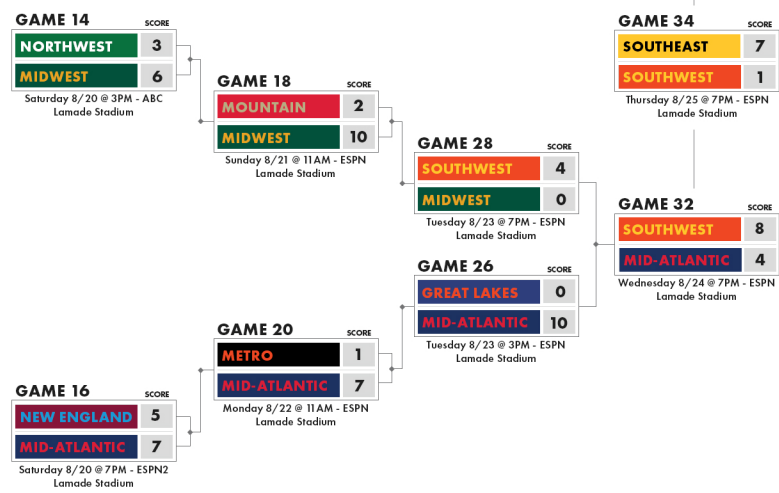 GAME 14 SCORE
NORTHWEST 3
MIDWEST 6
Saturday 8/20 @ 3PM - ABC
Lamade Stadium
GAME 18 SCORE
MOUNTAIN 2
MIDWEST 10
Sunday 8/21 @ 11AM - ESPN
Lamade Stadium
GAME 28 SCORE
SOUTHWEST 4
MIDWEST 0
Tuesday 8/23 @ 7PM - ESPN
Lamade Stadium
GAME 34 SCORE
SOUTHEAST 7
SOUTHWEST 1
Thursday 8/25 @ 7PM - ESPN
Lamade Stadium
GAME 32 SCORE
SOUTHWEST 8
MID-ATLANTIC 4
Wednesday 8/24 @ 7PM - ESPN
Lamade Stadium
GAME 26 SCORE
GREAT LAKES 0
MID-ATLANTIC 10
Tuesday 8/23 @ 3PM - ESPN
Lamade Stadium
GAME 20 SCORE
METRO 1
MID-ATLANTIC 7
Monday 8/22 @ 11AM - ESPN
Lamade Stadium
GAME 16 SCORE
NEW ENGLAND 5
MID-ATLANTIC 7
Saturday 8/20 @ 7PM - ESPN2
Lamade Stadium